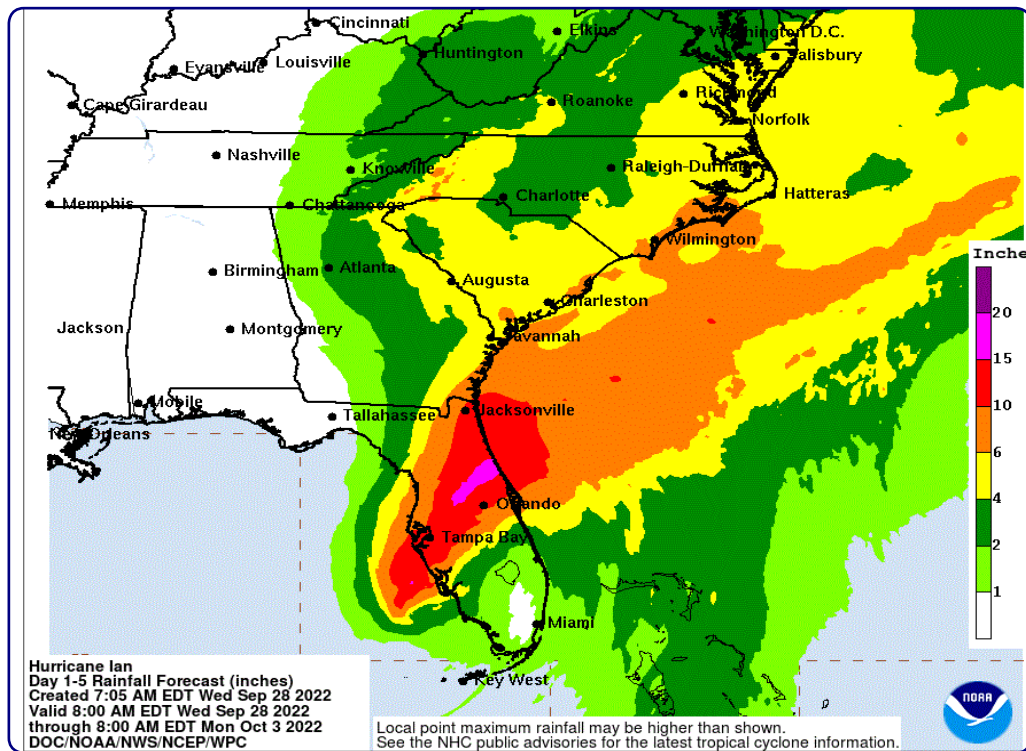 Cincinnati
Elkins
Washington D.C.
Huntington
Salisbury
Evansville
Louisville
Cape Girardeau
Roanoke
Richmond
Norfolk
Nashville
Knoxville
Raleigh-Durham
Memphis
Chattanooga
Charlotte
Hatteras
Wilmington
Inche
Birmingham
Atlanta
Augusta
Charleston
20
Jackson
Montgomery
Savannah
15
Mobile
Tallahassee
Jacksonville
10
New Orleans
6
Orlando
4
Tampa Bay
2
1
Miami
Key West
Hurricane Ian
Day 1-5 Rainfall Forecast (inches)
Created 7:05 AM EDT Wed Sep 28 2022
Valid 8:00 AM EDT Wed Sep 28 2022
through 8:00 AM EDT Mon Oct 3 2022
DOC/NOAA/NWS/NCEP/WPC
Local point maximum rainfall may be higher than shown.
See the NHC public advisories for the latest tropical cyclone information.
NOAA